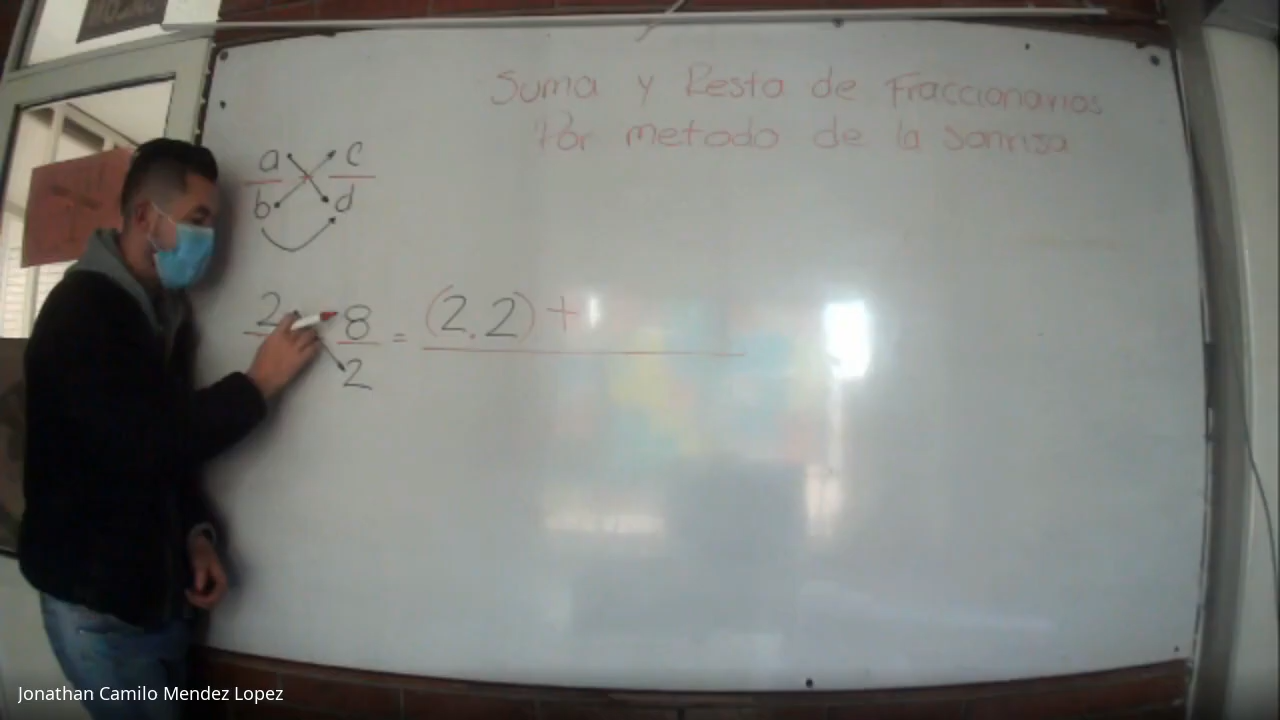 Suma y Resta de Fraccionarios
Por metodo de la sonrisa
a c
b d
2 8 = (2.2) +
2
Jonathan Camilo Mendez Lopez